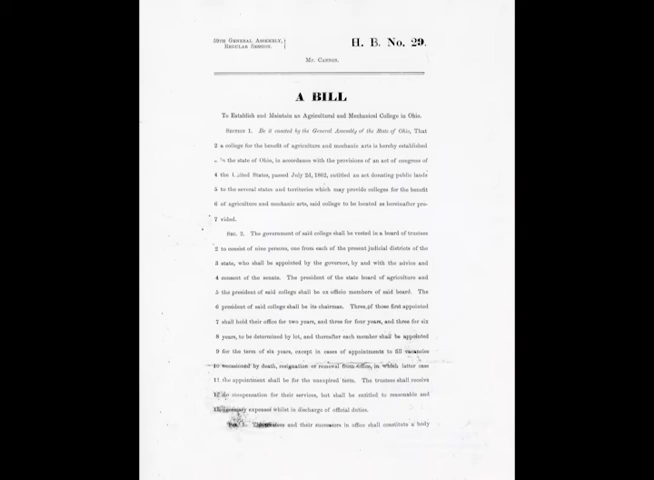 59TH GENERAL ASSEMBLY,
REGULAR SESSION.
H. B. No. 29.
MR. CANNON.
A BILL
To Establish and Maintain an Agricultural and Mechanical College in Ohio.
SECTION 1. Be it enacted by the General Assembly of the State of Ohio, That
2 a college for the benefit of agriculture and mechanic arts is hereby established
in the state of Ohio, in accordance with the provisions of an act of congress of
4 the United States, passed July 2d, 1862, entitled an act donating public lands
5 to the several states and territories which may provide colleges for the benefit
6 of agriculture and mechanic arts, said college to be located as hereinafter pro-
7 vided.
SEC. 2. The government of said college shall be vested in a board of trustees
2 to consist of nine persons, one from each of the present judicial districts of the
3 state, who shall be appointed by the governor, by and with the advice and
4 consent of the senate. The president of the state board of agriculture and
5 the president of said college shall be ex officio members of said board. The
6 president of said college shall be its chairman. Three of those first appointed
7 shall hold their office for two years, and three for four years, and three for six
8 years, to be determined by lot, and thereafter each member shall be appointed
9 for the term of six years, except in cases of appointments to fill vacancies
10 occasioned by death, resignation or removal from office, in which latter case
11 the appointment shall be for the unexpired term. The trustees shall receive
12 no compensation for their services, but shall be entitled to reasonable and
13 necessary expenses whilst in discharge of official duties.
and their successors in office shall constitute a body